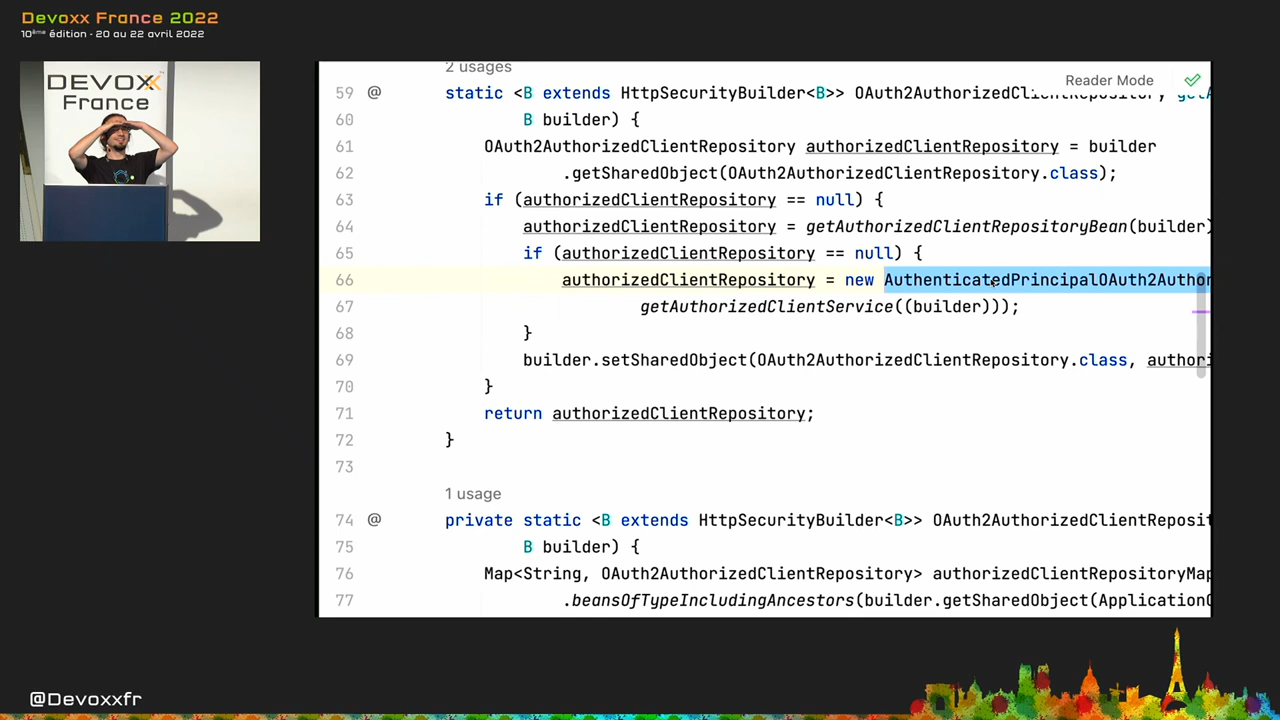 Devoxx France 2022
10ème édition - 20 au 22 avril 2022
DEVOXX
France
2 usages
Reader Mode
59 @ static <B extends HttpSecurityBuilder<B>> OAuth2AuthorizedClientRepository
60 B builder) {
61 OAuth2AuthorizedClientRepository authorizedClientRepository = builder
62 .getSharedObject(OAuth2AuthorizedClientRepository.class);
63 if (authorizedClientRepository == null) {
64 authorizedClientRepository = getAuthorizedClientRepositoryBean(builder)
65 if (authorizedClientRepository == null) {
66 authorizedClientRepository = new AuthenticatedPrincipalOAuth2Author
67 getAuthorizedClientService((builder)));
68 }
69 builder.setSharedObject(OAuth2AuthorizedClientRepository.class, authori
70 }
71 return authorizedClientRepository;
72 }
73
1 usage
74 @ private static <B extends HttpSecurityBuilder<B>> OAuth2AuthorizedClientReposit
75 B builder) {
76 Map<String, OAuth2AuthorizedClientRepository> authorizedClientRepositoryMap
77 .beansOfTypeIncludingAncestors(builder.getSharedObject(Application
@Devoxxfr